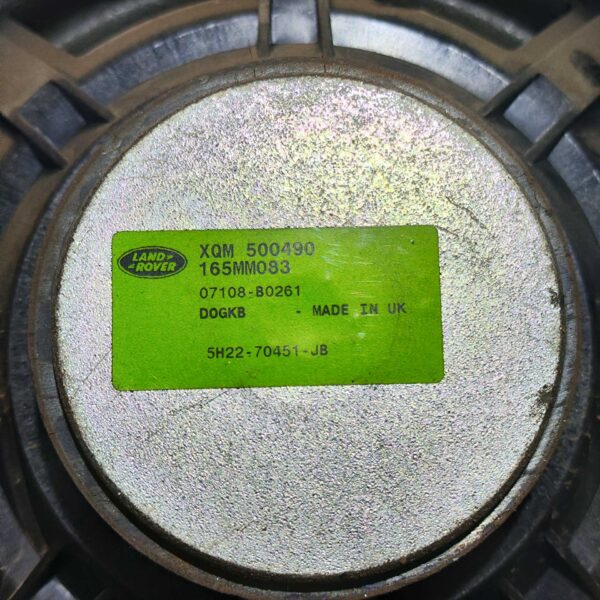 LAND
ROVER
XQM 500490
165MM083
07108-B0261
DOGKB - MADE IN UK
5H22-70451-JB